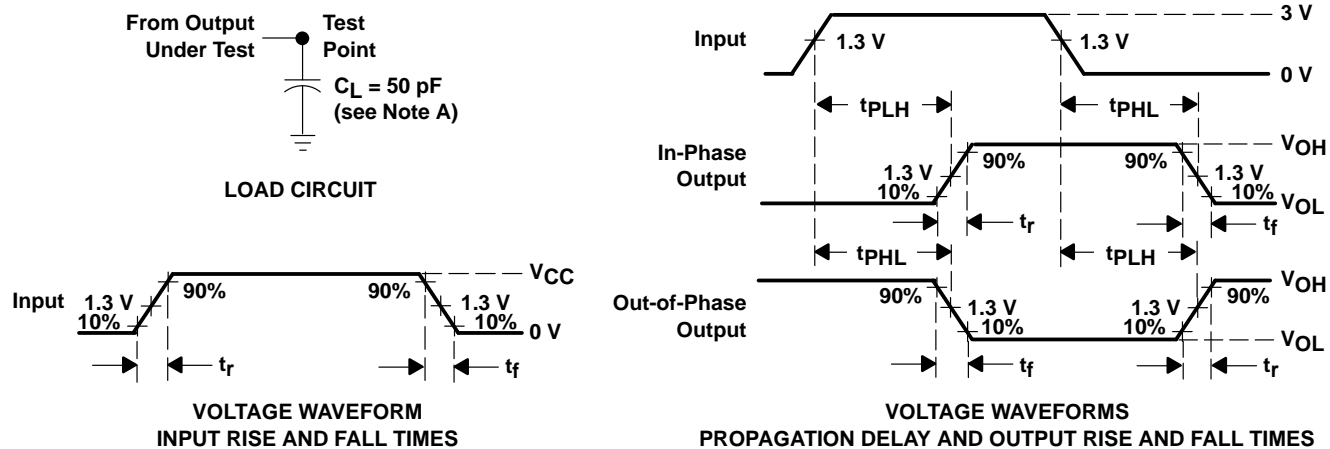 From Output
Under Test
Test
Point
CL = 50 pF
(see Note A)
LOAD CIRCUIT
Input
1.3 V
10%
90%
90%
1.3 V
10%
VCC
0 V
tr
tf
VOLTAGE WAVEFORM
INPUT RISE AND FALL TIMES
Input
1.3 V
1.3 V
3 V
0 V
tPLH
tPHL
In-Phase
Output
90%
90%
1.3 V
1.3 V
10%
10%
VOH
VOL
tr
tf
tPHL
tPLH
Out-of-Phase
Output
90%
90%
1.3 V
1.3 V
10%
10%
VOH
VOL
tf
tr
VOLTAGE WAVEFORMS
PROPAGATION DELAY AND OUTPUT RISE AND FALL TIMES